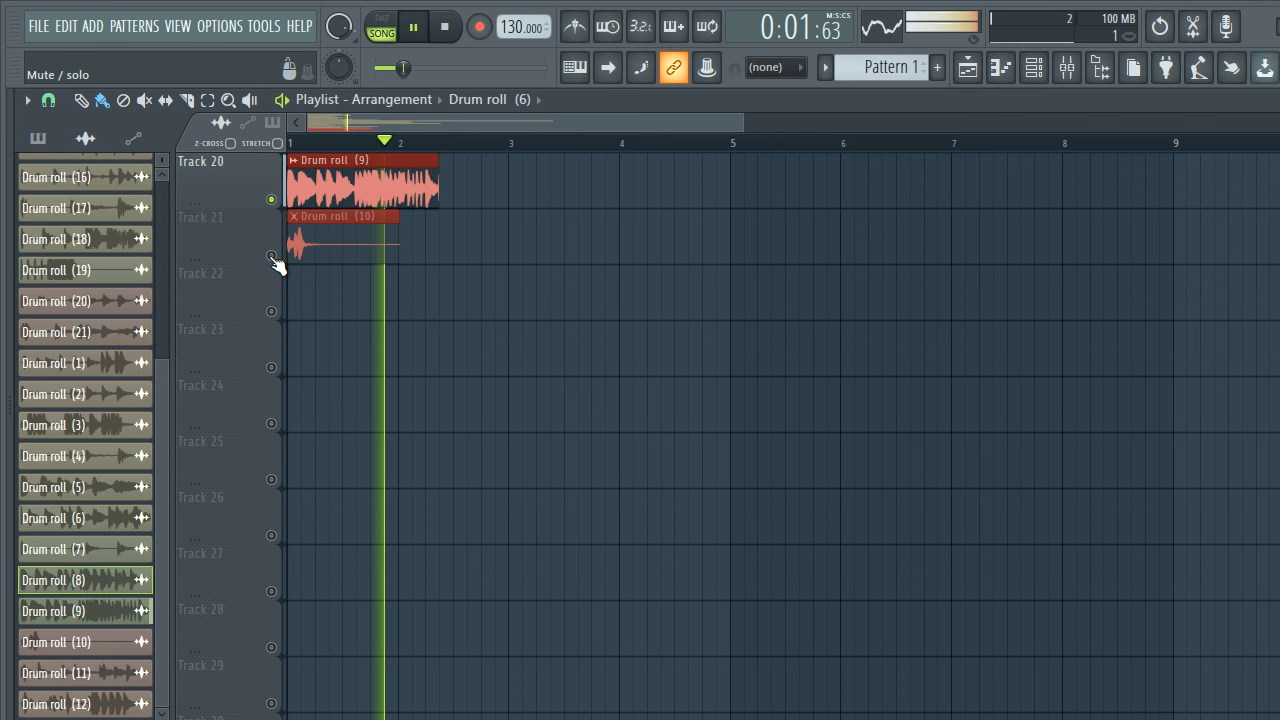 FILE EDIT PATTERNS VIEW OPTIONS TOOLS HELP
PAT
SONG
130.000
3.2.
0:01:63
M:S:CS
2
100 MB
1
Mute / solo
(none)
Pattern 1
Playlist - Arrangement › Drum roll (6) ›
Z-CROSS
STRETCH
1 2 3 4 5 6 7 8 9
Drum roll (16)
Drum roll (17)
Drum roll (18)
Drum roll (19)
Drum roll (20)
Drum roll (21)
Drum roll (1)
Drum roll (2)
Drum roll (3)
Drum roll (4)
Drum roll (5)
Drum roll (6)
Drum roll (7)
Drum roll (8)
Drum roll (9)
Drum roll (10)
Drum roll (11)
Drum roll (12)
Track 20
Drum roll (9)
Track 21
Drum roll (10)
Track 22
Track 23
Track 24
Track 25
Track 26
Track 27
Track 28
Track 29